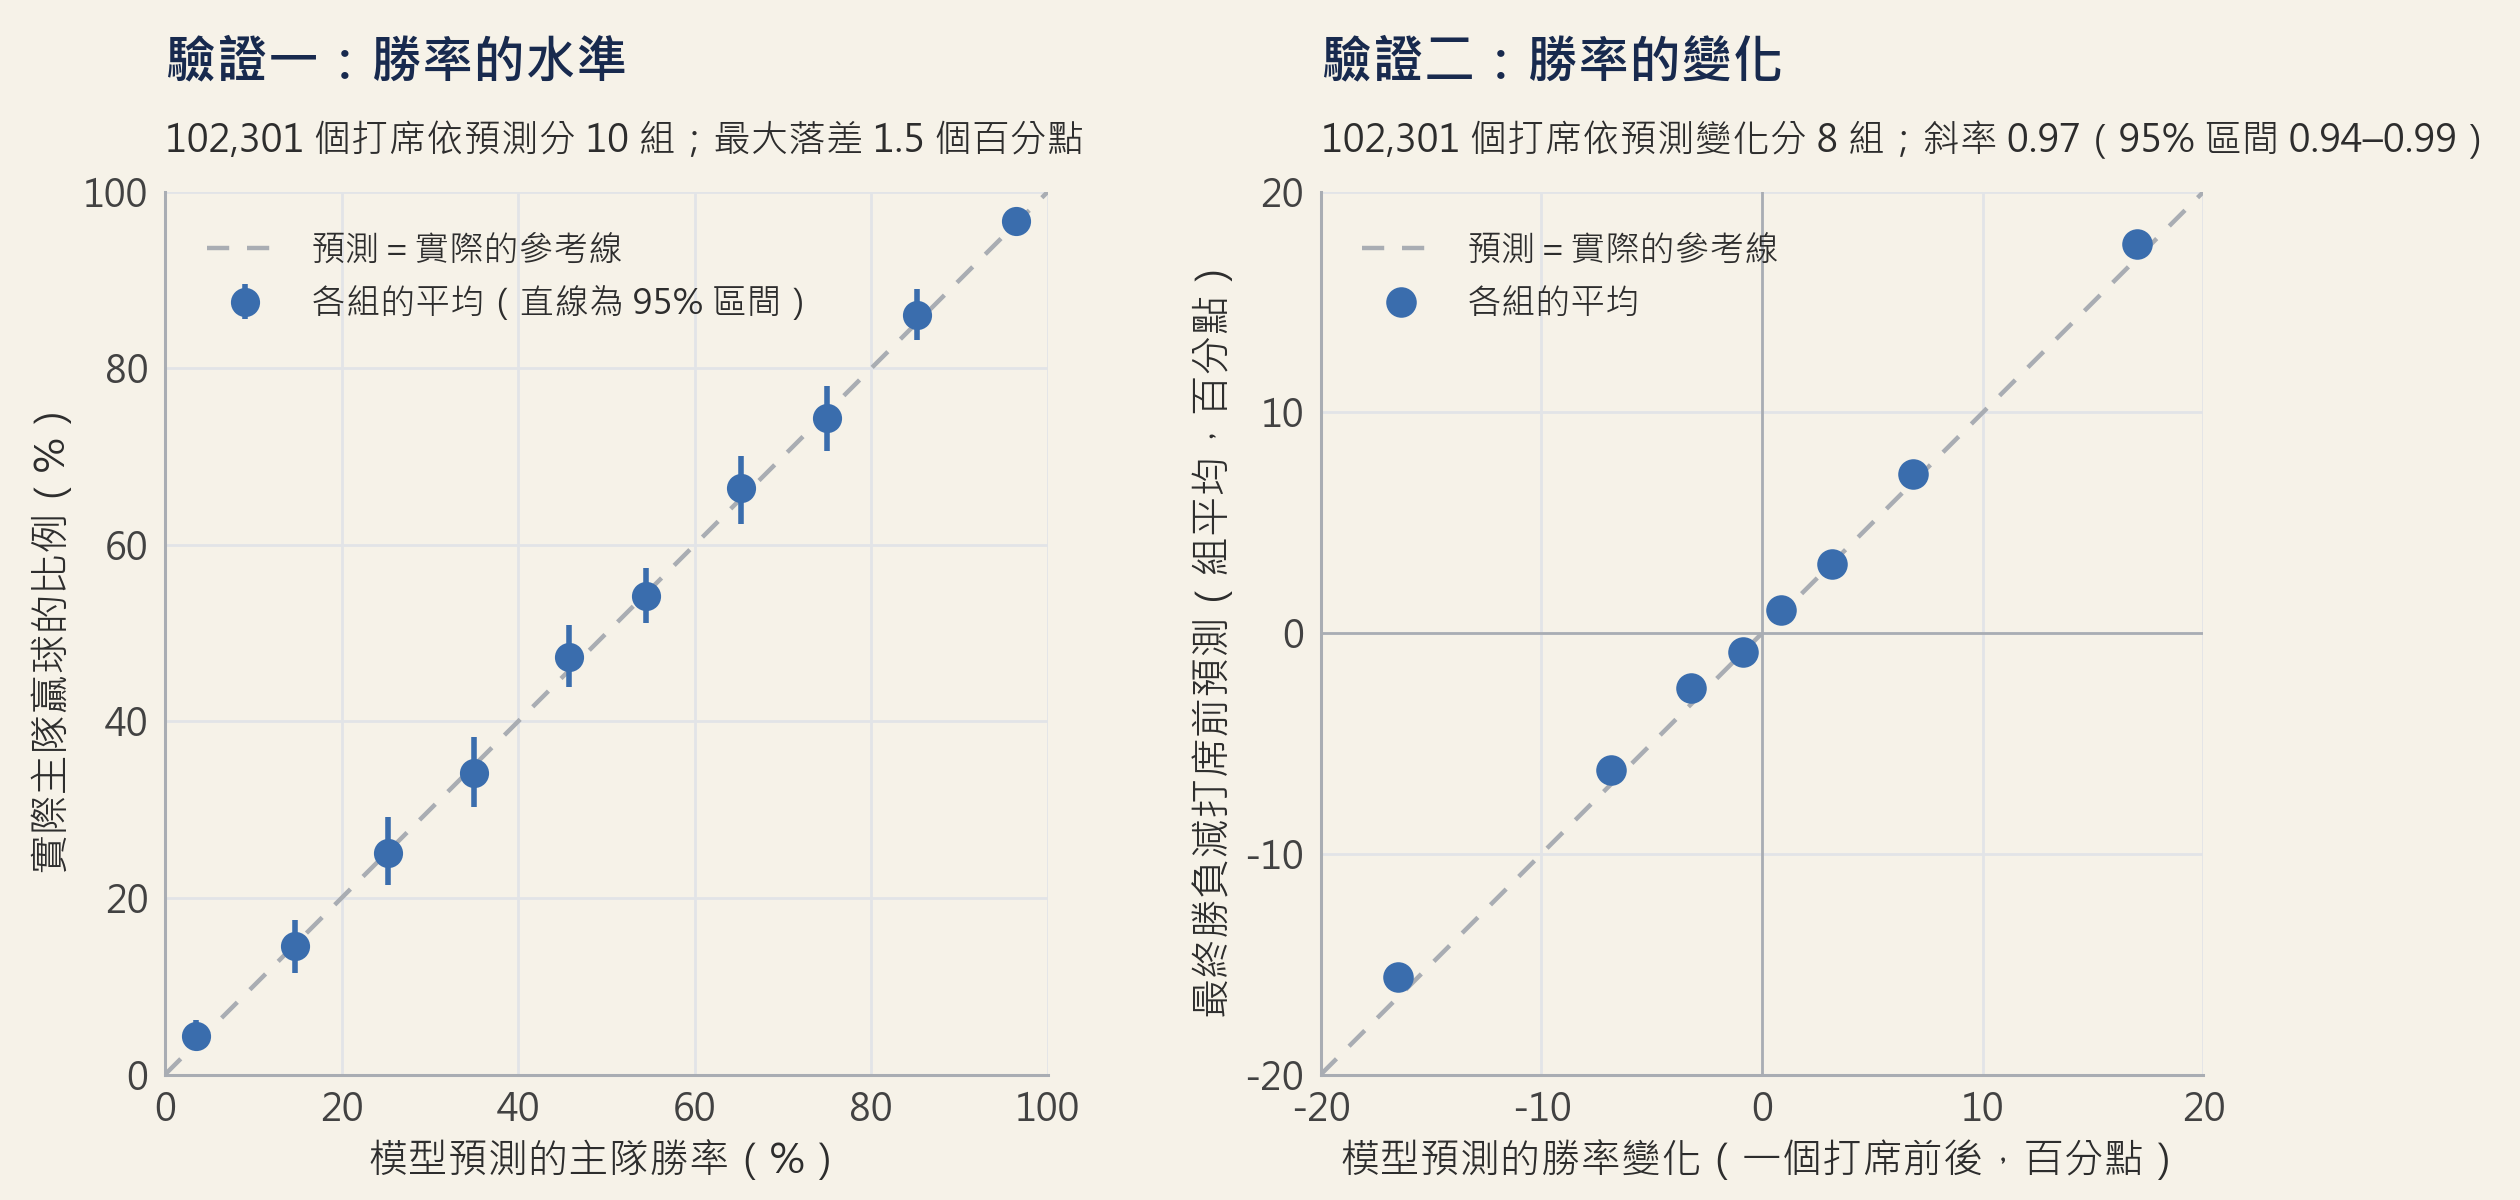 驗證一：勝率的水準
102,301 個打席依預測分 10 組；最大落差 1.5 個百分點
100
80
60
40
20
0
預測 = 實際的參考線
各組的平均（直線為 95% 區間）
實際主隊贏球的比例（%）
0 20 40 60 80 100
模型預測的主隊勝率（%）
驗證二：勝率的變化
102,301 個打席依預測變化分 8 組；斜率 0.97（95% 區間 0.94–0.99）
20
10
0
-10
-20
預測 = 實際的參考線
各組的平均
最終勝負減打席前預測（組平均，百分點）
-20 -10 0 10 20
模型預測的勝率變化（一個打席前後，百分點）